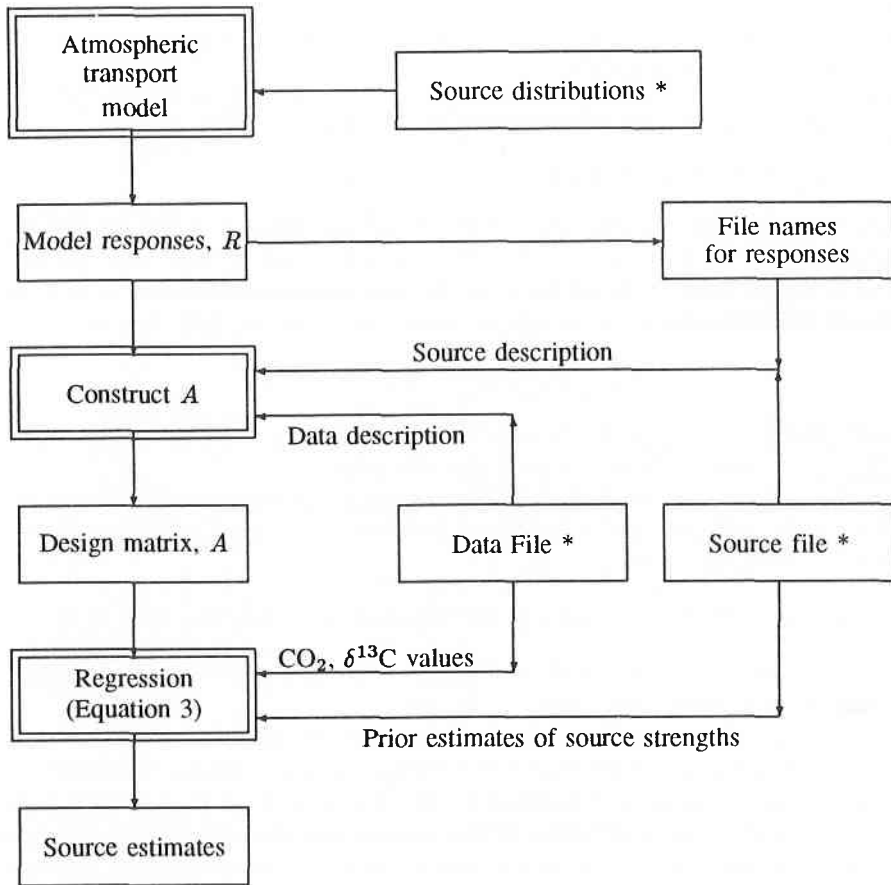 Atmospheric
transport
model
Source distributions *
Model responses, R
File names
for responses
Source description
Construct A
Data description
Design matrix, A
Data File *
Source file *
CO₂, δ¹³C values
Regression
(Equation 3)
Prior estimates of source strengths
Source estimates